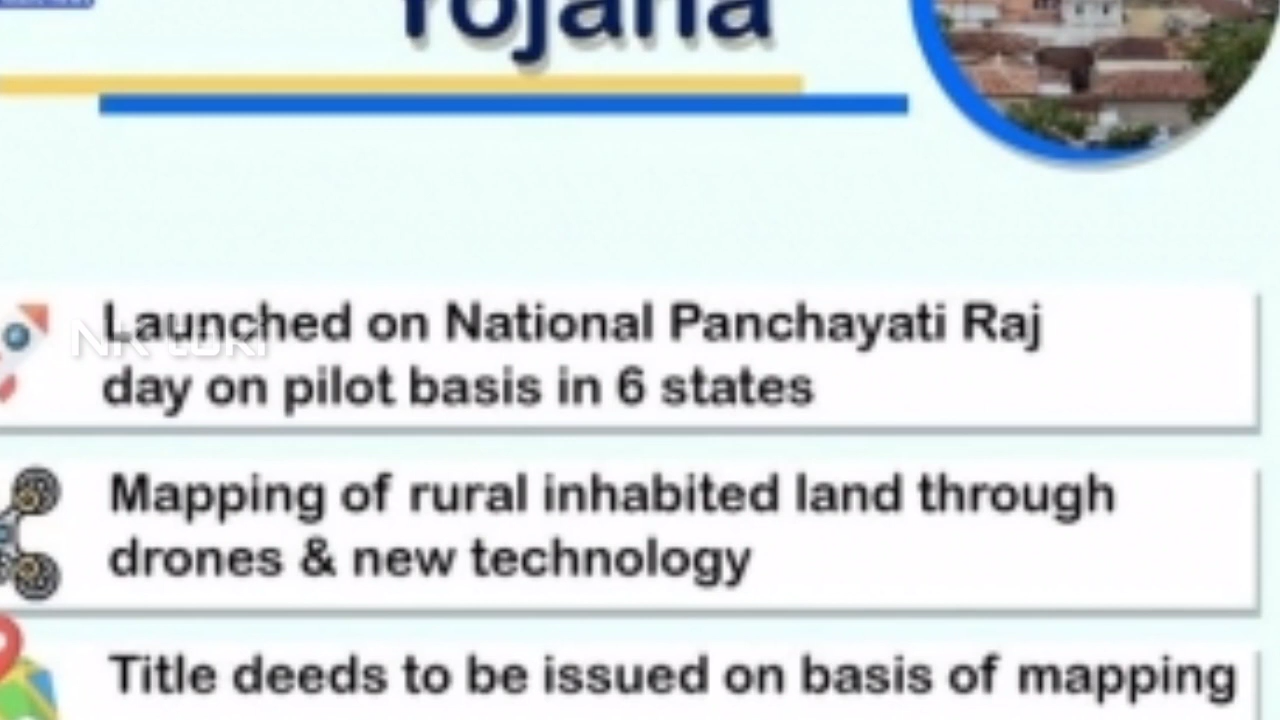 Launched on National Panchayati Raj
day on pilot basis in 6 states
Mapping of rural inhabited land through
drones & new technology
Title deeds to be issued on basis of mapping